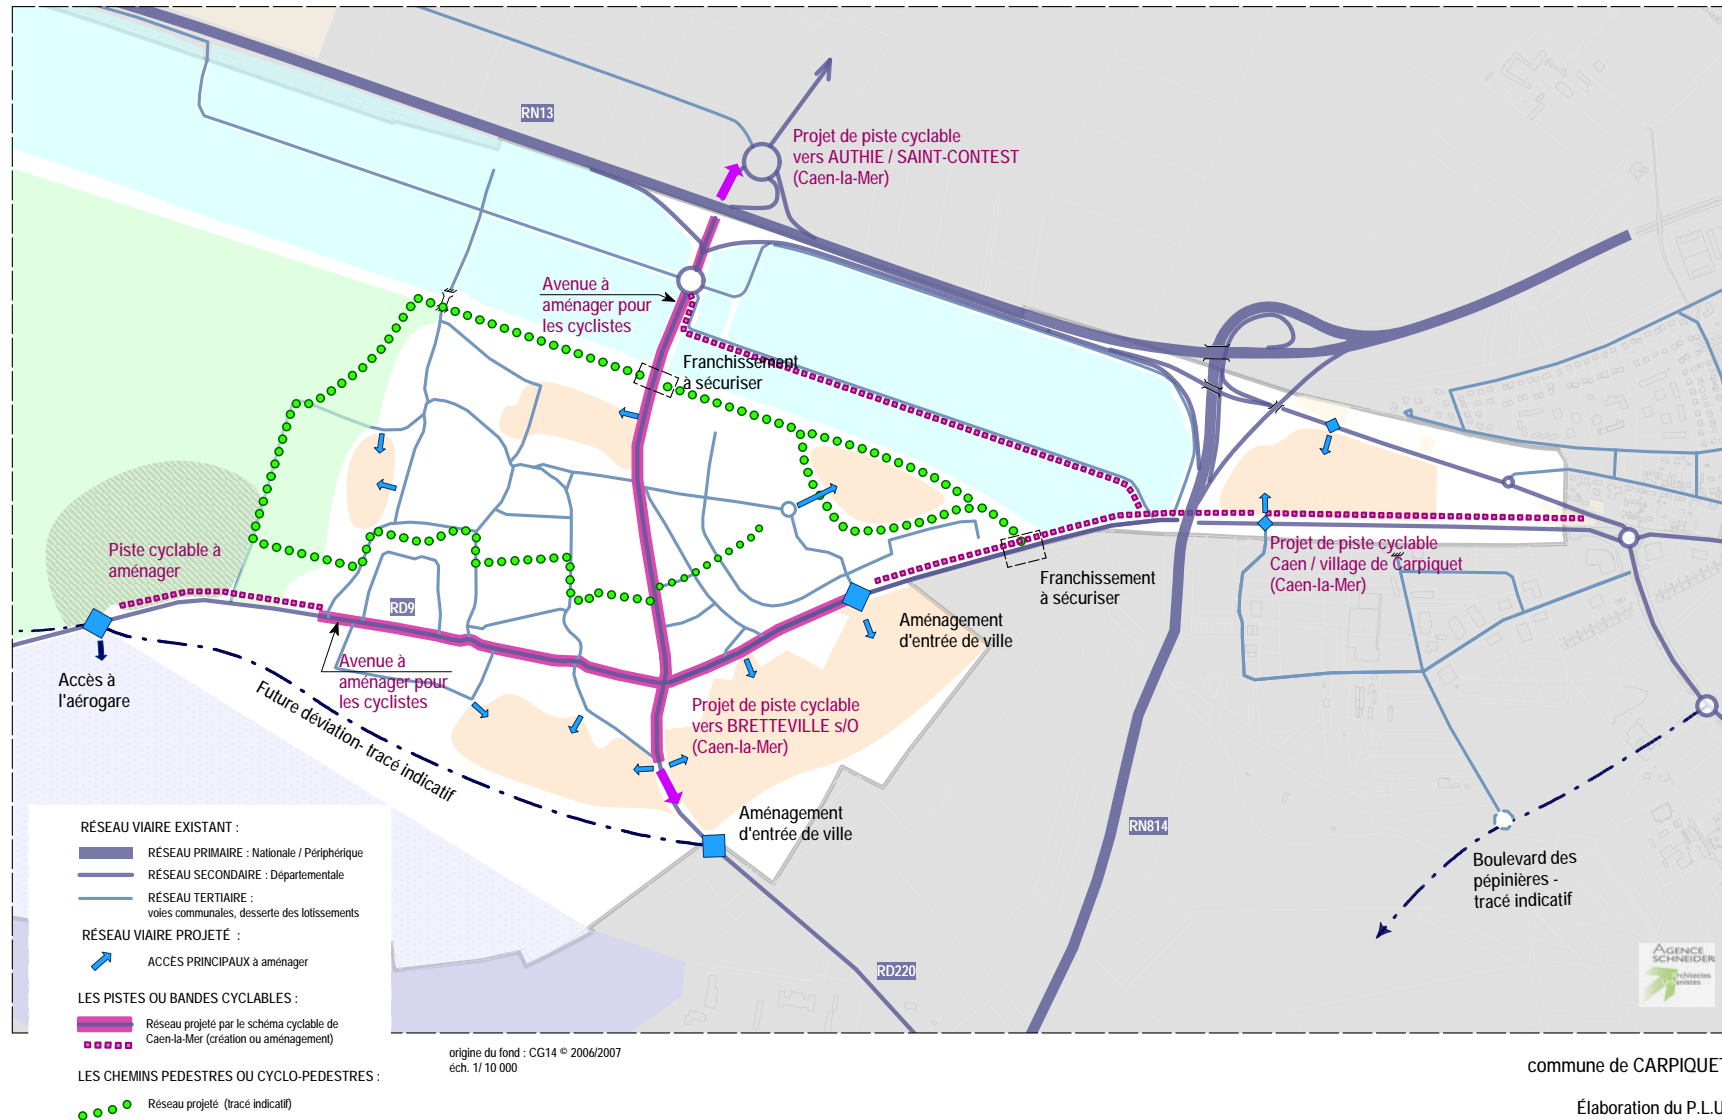 RN13
Projet de piste cyclable
vers AUTHIE / SAINT-CONTEST
(Caen-la-Mer)
Avenue à
aménager pour
les cyclistes
Franchissement
à sécuriser
Piste cyclable à
aménager
RD9
Accès à
l'aérogare
Avenue à
aménager pour
les cyclistes
Future déviation- tracé indicatif
Projet de piste cyclable
vers BRETTEVILLE s/O
(Caen-la-Mer)
Aménagement
d'entrée de ville
Franchissement
à sécuriser
Projet de piste cyclable
Caen / village de Carpiquet
(Caen-la-Mer)
Aménagement
d'entrée de ville
RN814
RD220
Boulevard des
pépinières -
tracé indicatif
RÉSEAU VIAIRE EXISTANT :
RÉSEAU PRIMAIRE : Nationale / Périphérique
RÉSEAU SECONDAIRE : Départementale
RÉSEAU TERTIAIRE :
voies communales, desserte des lotissements
RÉSEAU VIAIRE PROJETÉ :
ACCÈS PRINCIPAUX à aménager
LES PISTES OU BANDES CYCLABLES :
Réseau projeté par le schéma cyclable de
Caen-la-Mer (création ou aménagement)
LES CHEMINS PEDESTRES OU CYCLO-PEDESTRES :
Réseau projeté (tracé indicatif)
origine du fond : CG14 © 2006/2007
éch. 1/ 10 000
AGENCE
SCHNEIDER
commune de CARPIQUET
Élaboration du P.L.U